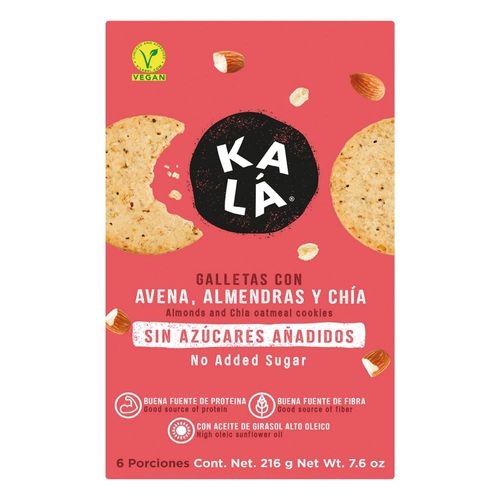 VEGAN
KA
LÁ®
GALLETAS CON
AVENA, ALMENDRAS Y CHÍA
Almonds and Chia oatmeal cookies
SIN AZÚCARES AÑADIDOS
No Added Sugar
BUENA FUENTE DE PROTEINA
Good source of protein
BUENA FUENTE DE FIBRA
Good source of fiber
CON ACEITE DE GIRASOL ALTO OLEICO
High oleic sunflower oil
6 Porciones Cont. Net. 216 g Net Wt. 7.6 oz